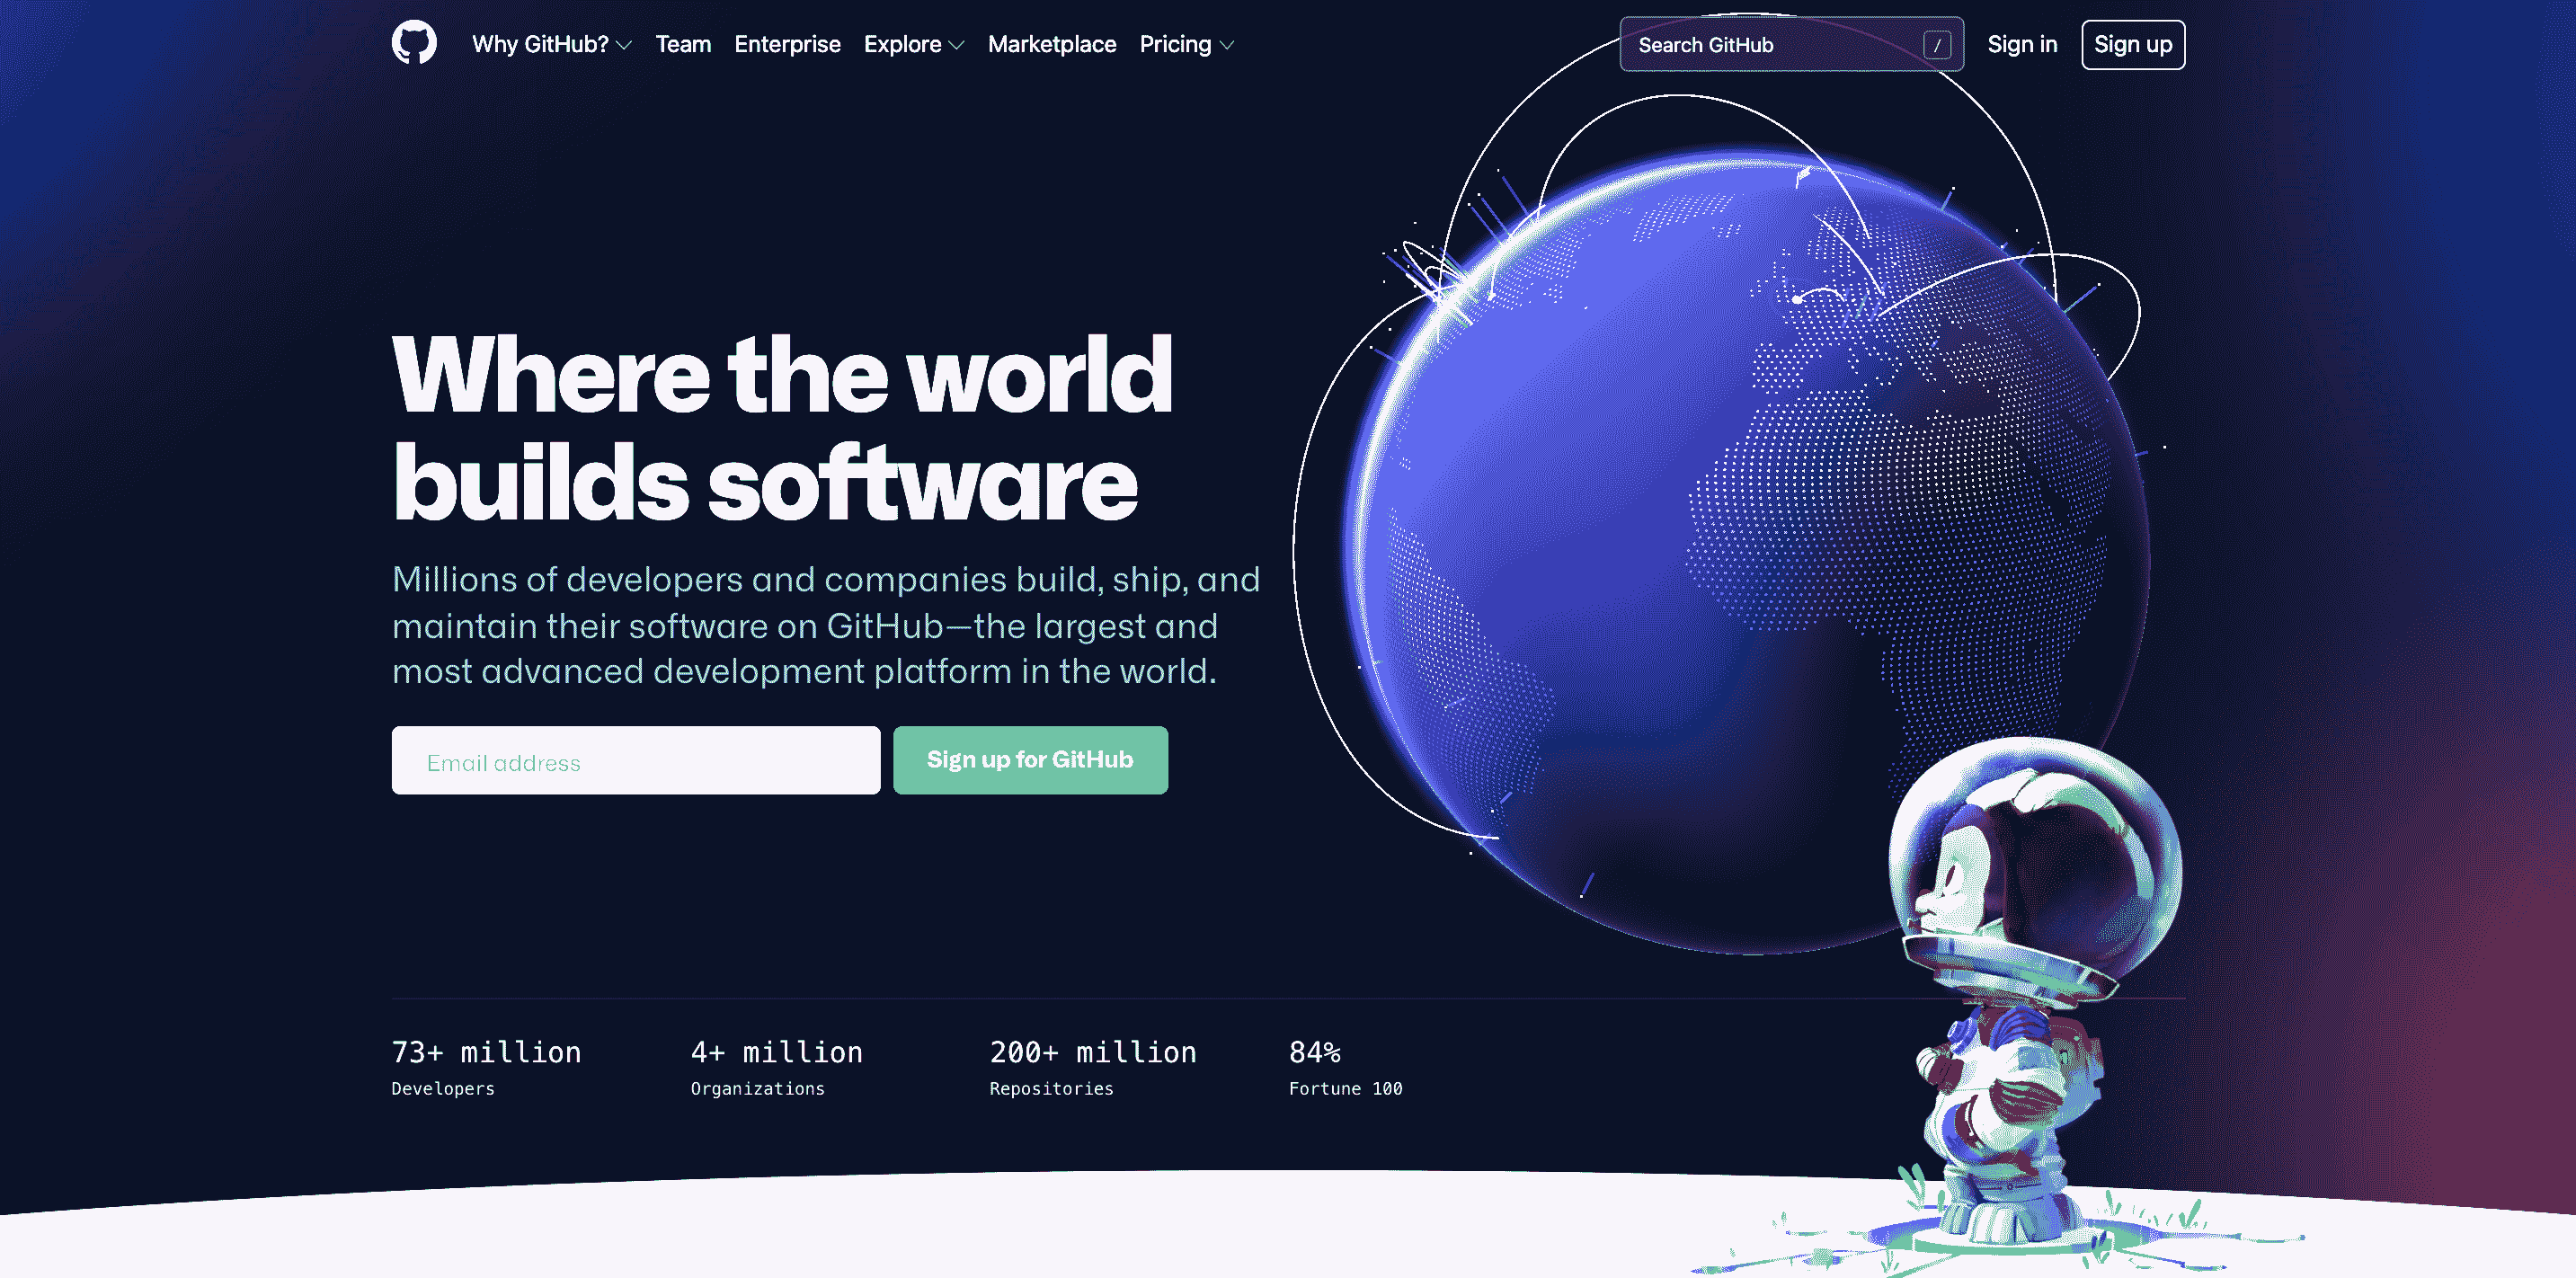 Why GitHub? Team Enterprise Explore Marketplace Pricing Search GitHub / Sign in Sign up
Where the world
builds software
Millions of developers and companies build, ship, and
maintain their software on GitHub—the largest and
most advanced development platform in the world.
Email address Sign up for GitHub
73+ million 4+ million 200+ million 84%
Developers Organizations Repositories Fortune 100